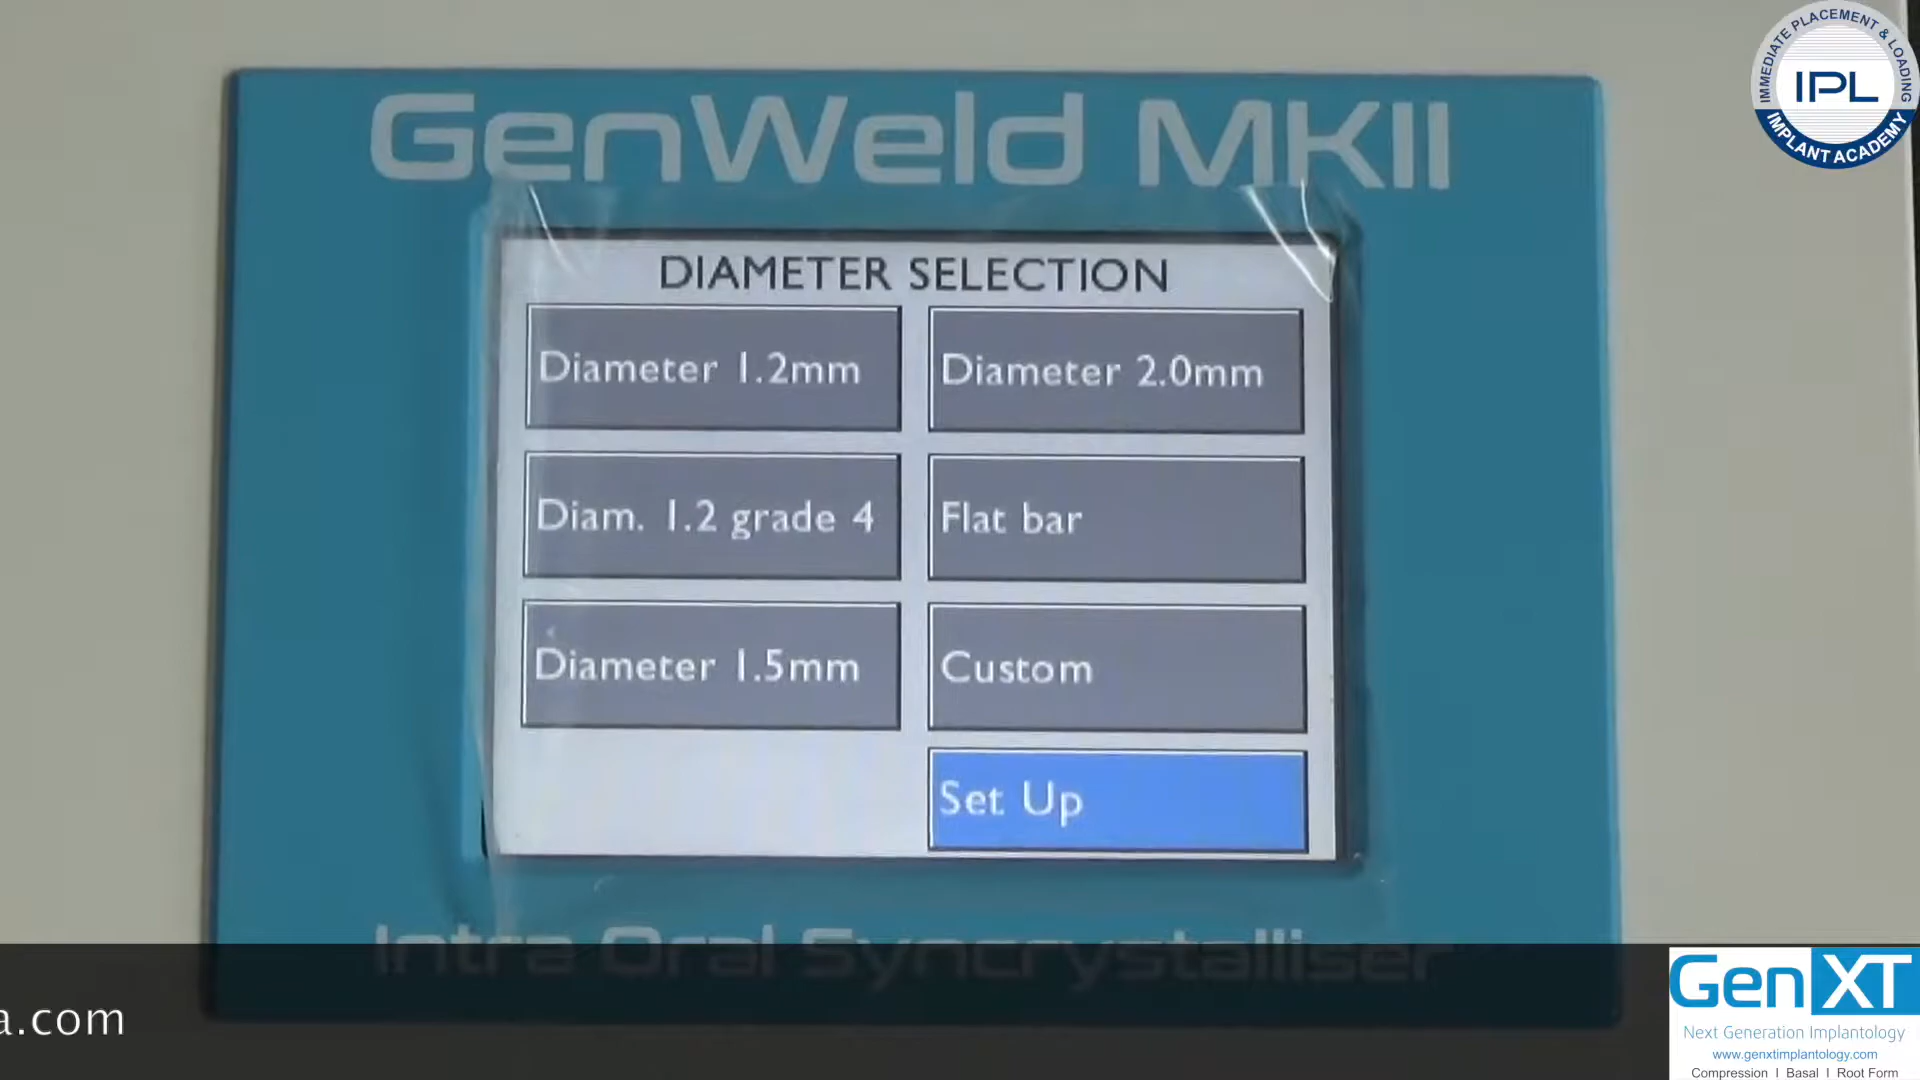 IMMEDIATE PLACEMENT & LOADING
IPL
IMPLANT ACADEMY
GenWeld MKII
DIAMETER SELECTION
Diameter 1.2mm
Diameter 2.0mm
Diam. 1.2 grade 4
Flat bar
Diameter 1.5mm
Custom
Set Up
Intra Oral Syncrystalliser
a.com
GenXT
Next Generation Implantology
www.genxtimplantology.com
Compression | Basal | Root Form